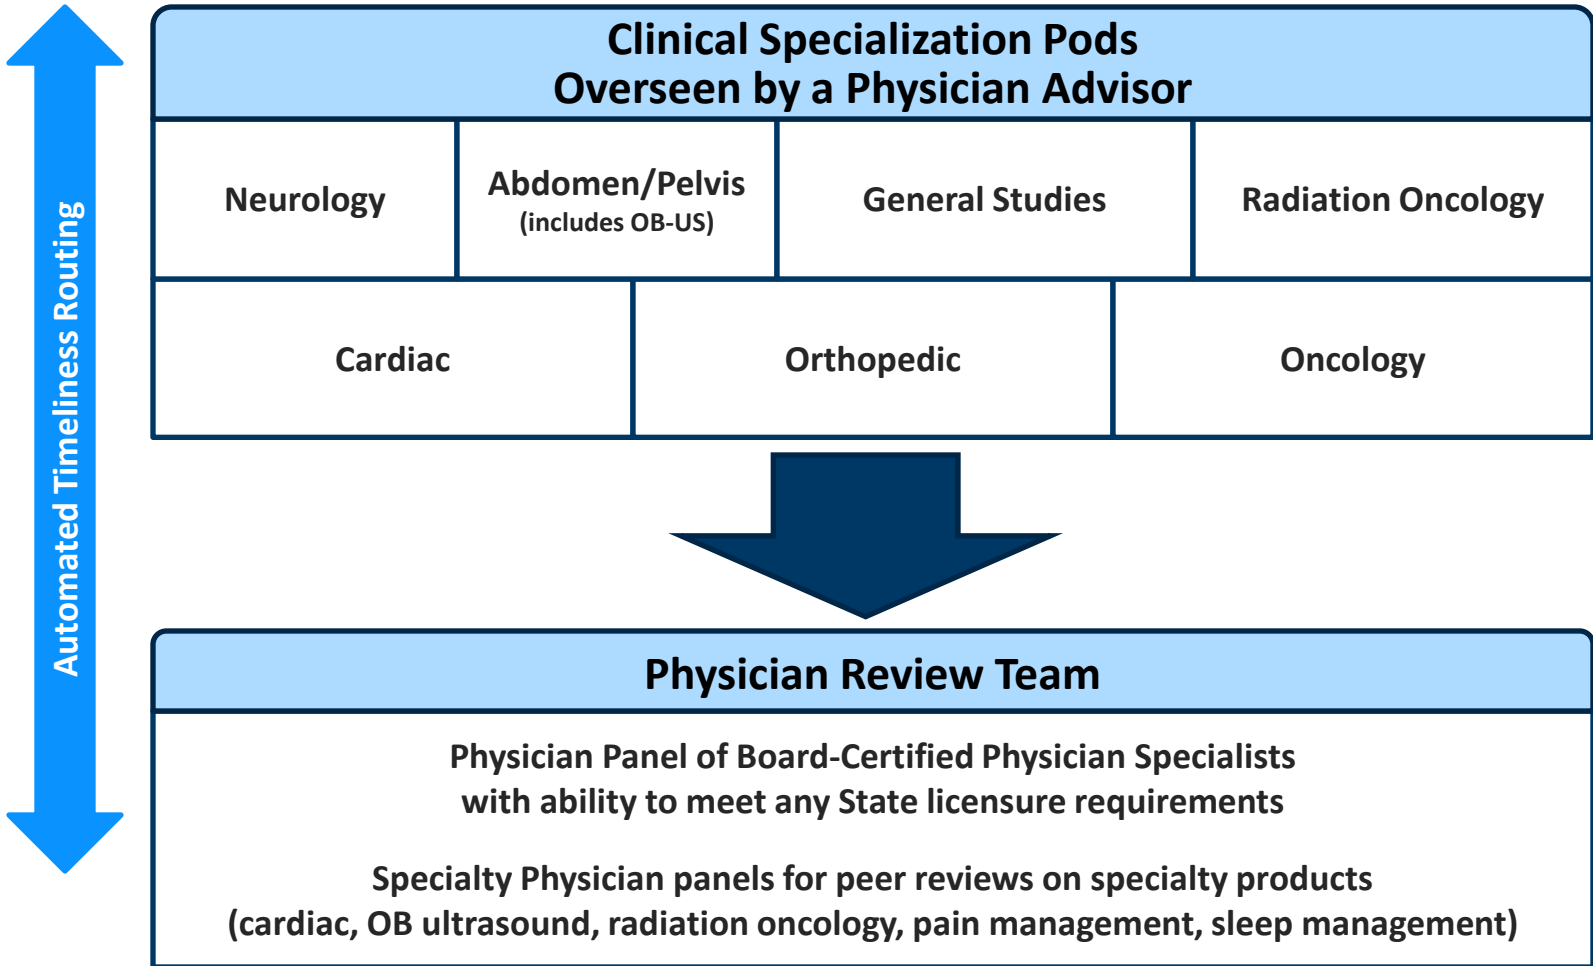 Automated Timeliness Routing
Clinical Specialization Pods
Overseen by a Physician Advisor
Neurology
Abdomen/Pelvis
(includes OB-US)
General Studies
Radiation Oncology
Cardiac
Orthopedic
Oncology
Physician Review Team
Physician Panel of Board-Certified Physician Specialists
with ability to meet any State licensure requirements
Specialty Physician panels for peer reviews on specialty products
(cardiac, OB ultrasound, radiation oncology, pain management, sleep management)